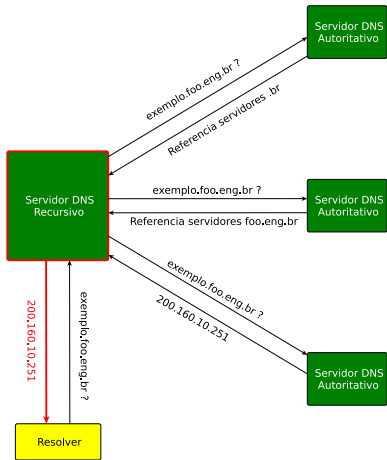 Servidor DNS
Autoritativo
exemplo.foo.eng.br ?
Referencia servidores .br
Servidor DNS
Recursivo
exemplo.foo.eng.br ?
Referencia servidores foo.eng.br
Servidor DNS
Autoritativo
exemplo.foo.eng.br ?
200.160.10.251
Servidor DNS
Autoritativo
200.160.10.251
exemplo.foo.eng.br ?
Resolver